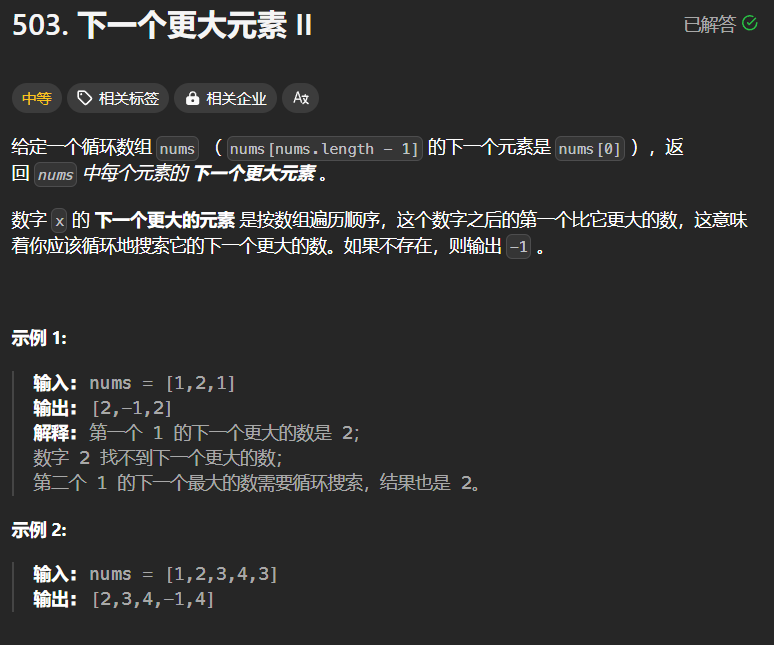 503. 下一个更大元素 II
已解答
中等
相关标签
相关企业
给定一个循环数组 nums （ nums[nums.length - 1] 的下一个元素是 nums[0] ），返
回 nums 中每个元素的 下一个更大元素 。
数字 x 的 下一个更大的元素 是按数组遍历顺序，这个数字之后的第一个比它更大的数，这意味
着你应该循环地搜索它的下一个更大的数。如果不存在，则输出 -1 。
示例 1:
输入: nums = [1,2,1]
输出: [2,-1,2]
解释: 第一个 1 的下一个更大的数是 2；
数字 2 找不到下一个更大的数；
第二个 1 的下一个最大的数需要循环搜索，结果也是 2。
示例 2:
输入: nums = [1,2,3,4,3]
输出: [2,3,4,-1,4]